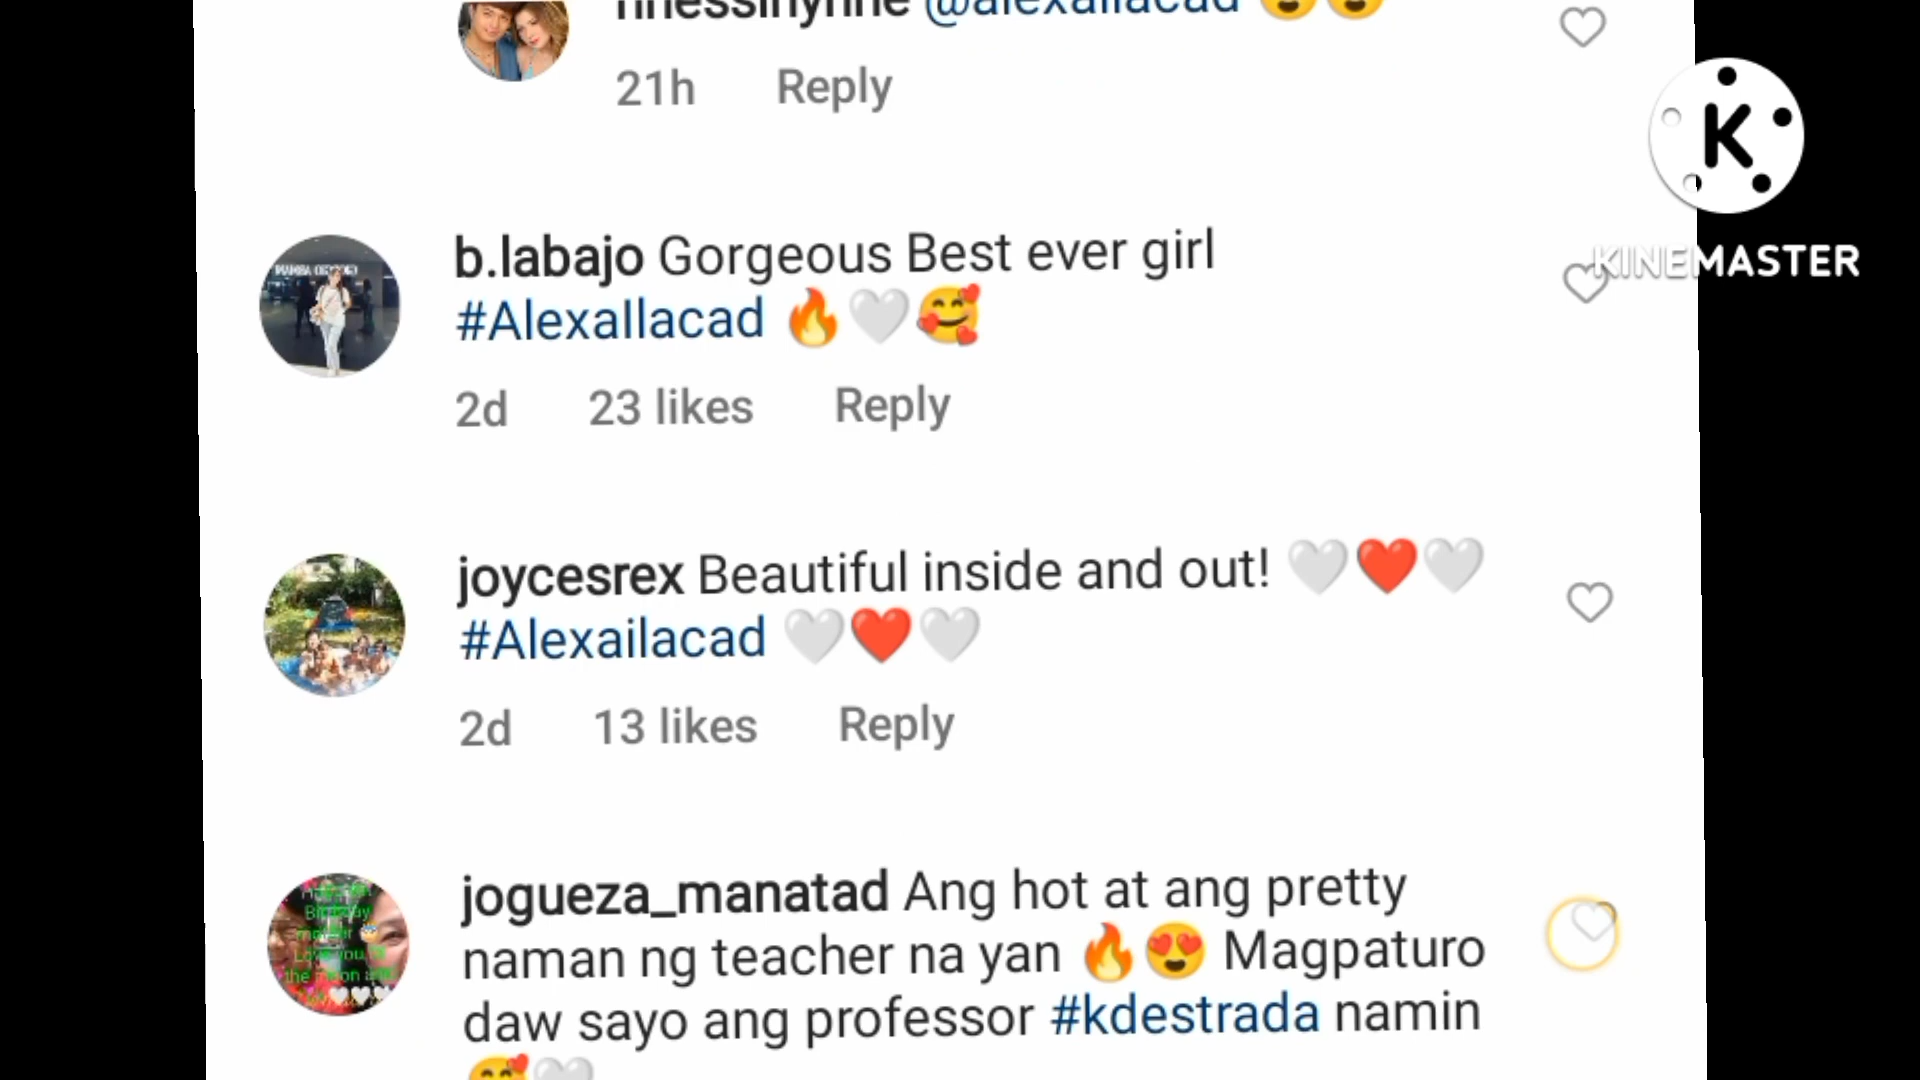 @alexailacad 😮😮
21h Reply
b.labajo Gorgeous Best ever girl
#AlexaIlacad 🔥🤍🥰
2d 23 likes Reply
joycesrex Beautiful inside and out! 🤍❤️🤍
#Alexailacad 🤍❤️🤍
2d 13 likes Reply
jogueza_manatad Ang hot at ang pretty
naman ng teacher na yan 🔥😍 Magpaturo
daw sayo ang professor #kdestrada namin
🥰🤍
K
KINEMASTER